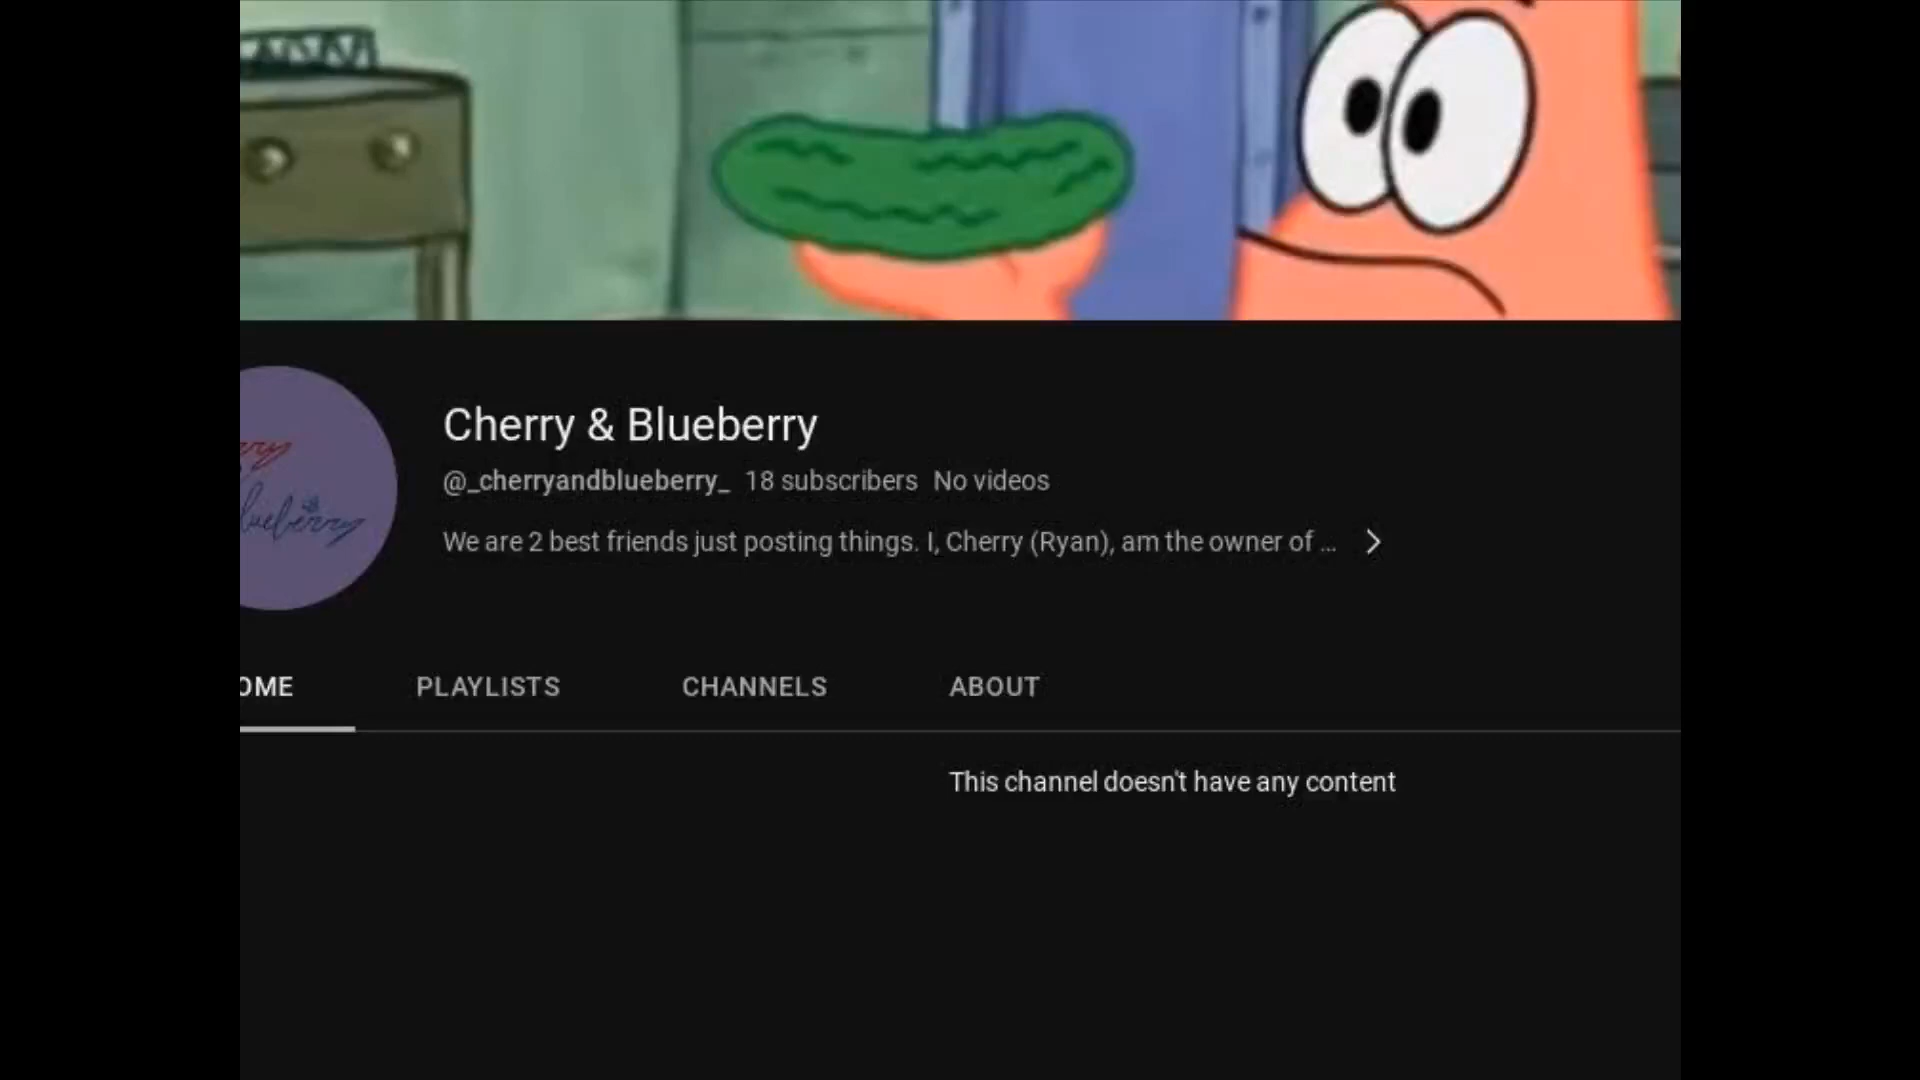 Cherry & Blueberry
@_cherryandblueberry_ 18 subscribers No videos
We are 2 best friends just posting things. I, Cherry (Ryan), am the owner of ...
OME PLAYLISTS CHANNELS ABOUT
This channel doesn't have any content